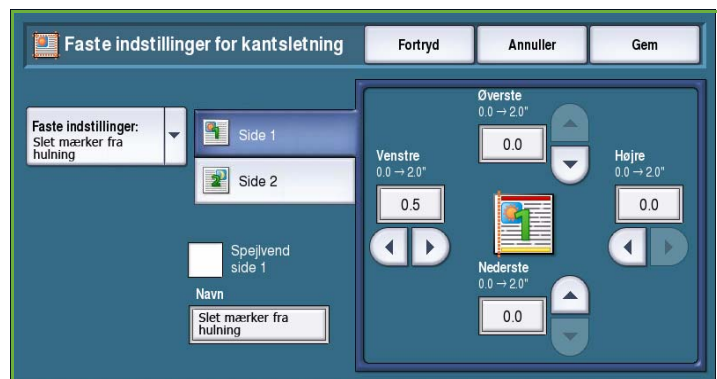 Faste indstillinger for kantsletning
Fortryd
Annuller
Gem
Faste indstillinger:
Slet mærker fra
hulning
Side 1
Side 2
Spejlvend
side 1
Navn
Slet mærker fra
hulning
Øverste
0.0 → 2.0"
0.0
Venstre
0.0 → 2.0"
0.5
Højre
0.0 → 2.0"
0.0
Nederste
0.0 → 2.0"
0.0